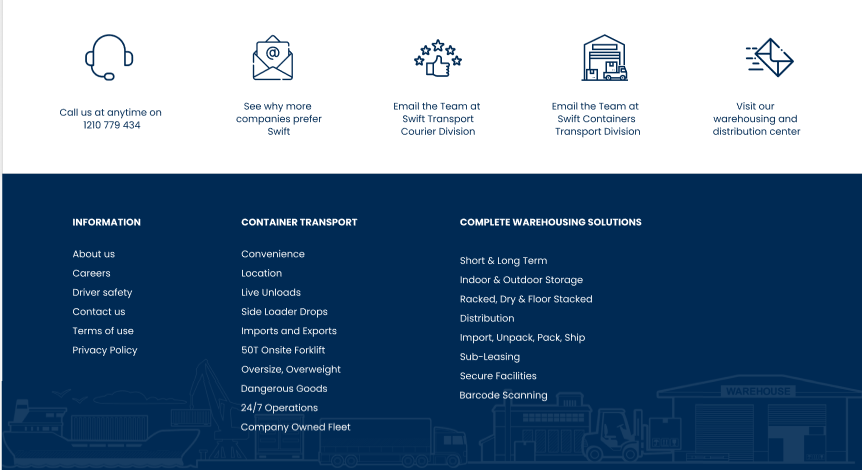 Call us at anytime on
1210 779 434
See why more
companies prefer
Swift
Email the Team at
Swift Transport
Courier Division
Email the Team at
Swift Containers
Transport Division
Visit our
warehousing and
distribution center
INFORMATION
About us
Careers
Driver safety
Contact us
Terms of use
Privacy Policy
CONTAINER TRANSPORT
Convenience
Location
Live Unloads
Side Loader Drops
Imports and Exports
50T Onsite Forklift
Oversize, Overweight
Dangerous Goods
24/7 Operations
Company Owned Fleet
COMPLETE WAREHOUSING SOLUTIONS
Short & Long Term
Indoor & Outdoor Storage
Racked, Dry & Floor Stacked
Distribution
Import, Unpack, Pack, Ship
Sub-Leasing
Secure Facilities
Barcode Scanning
WAREHOUSE